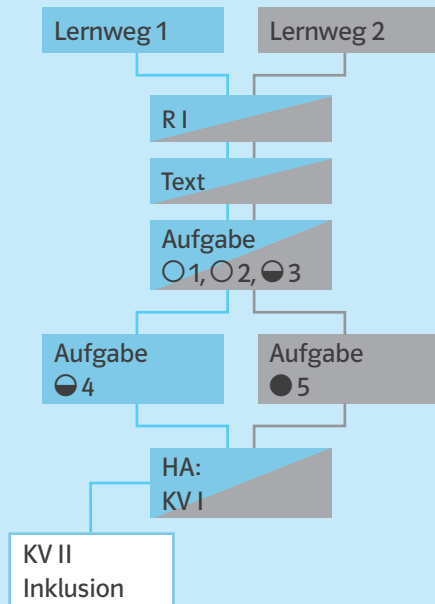 Lernweg 1
Lernweg 2
R I
Text
Aufgabe
○1, ○2, ◒3
Aufgabe
◒4
Aufgabe
●5
HA:
KV I
KV II
Inklusion